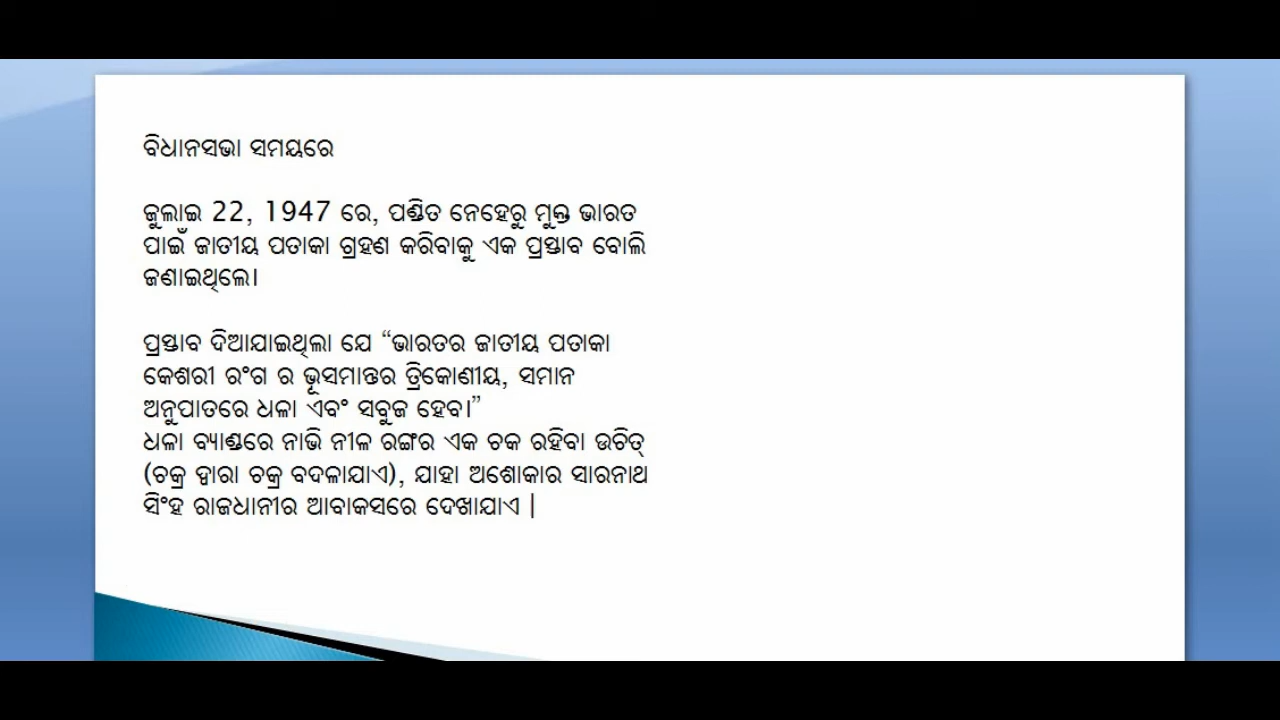 ବିଧାନସଭା ସମୟରେ
ଜୁଲାଇ 22, 1947 ରେ, ପଣ୍ଡିତ ନେହେରୁ ମୁକ୍ତ ଭାରତ
ପାଇଁ ଜାତୀୟ ପତାକା ଗ୍ରହଣ କରିବାକୁ ଏକ ପ୍ରସ୍ତାବ ବୋଲି
ଜଣାଇଥିଲେ।
ପ୍ରସ୍ତାବ ଦିଆଯାଇଥିଲା ଯେ “ଭାରତର ଜାତୀୟ ପତାକା
କେଶରୀ ରଂଗ ର ଭୂସମାନ୍ତର ତ୍ରିକୋଣୀୟ, ସମାନ
ଅନୁପାତରେ ଧଳା ଏବଂ ସବୁଜ ହେବ।”
ଧଳା ବ୍ୟାଣ୍ଡରେ ନାଭି ନୀଳ ରଙ୍ଗର ଏକ ଚକ ରହିବା ଉଚିତ୍
(ଚକ୍ର ଦ୍ୱାରା ଚକ୍ର ବଦଳାଯାଏ), ଯାହା ଅଶୋକାର ସାରନାଥ
ସିଂହ ରାଜଧାନୀର ଆବାକସରେ ଦେଖାଯାଏ |